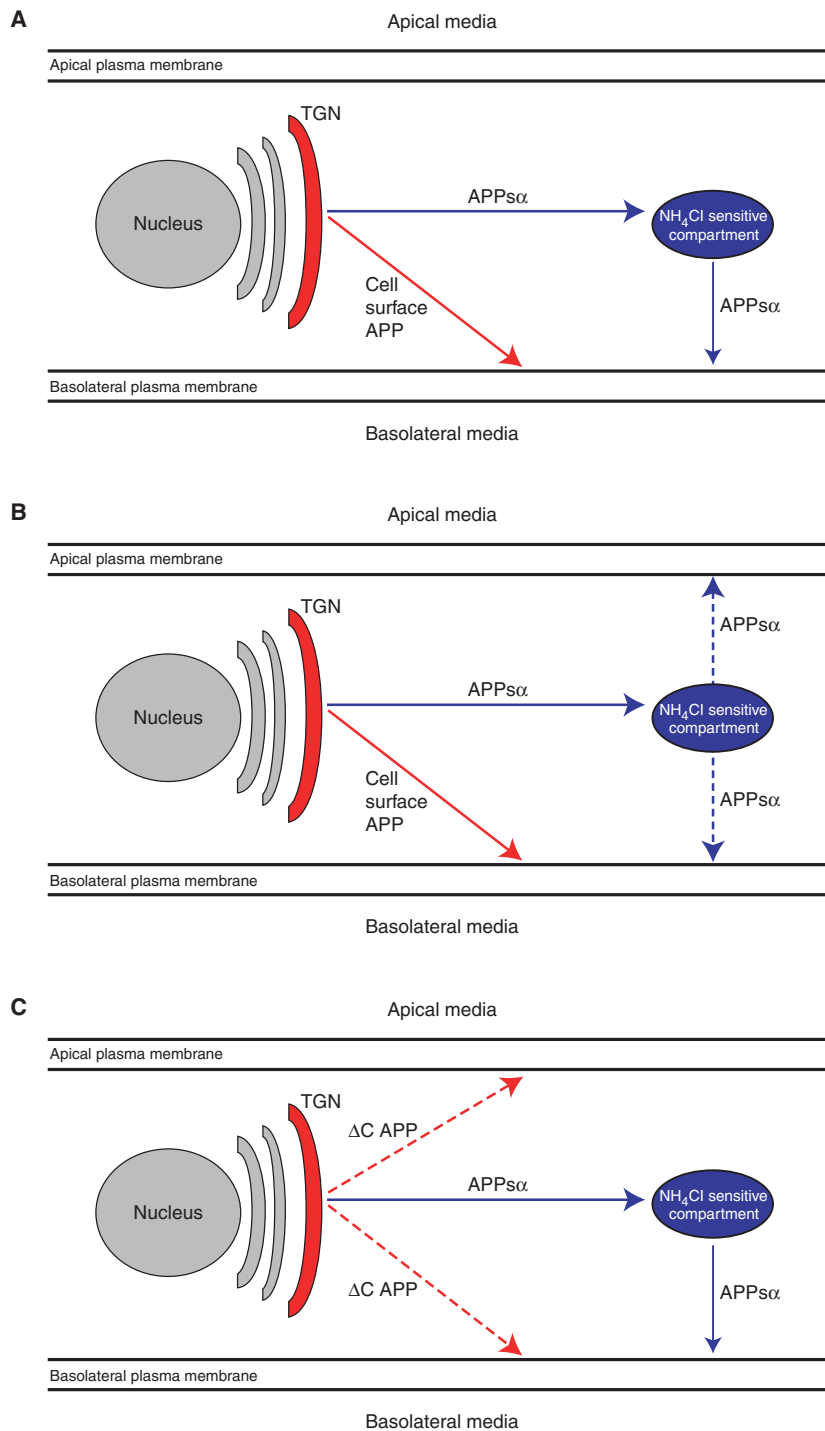 A
Apical media
Apical plasma membrane
TGN
Nucleus
APPsα
NH₄Cl sensitive
compartment
Cell
surface
APP
APPsα
Basolateral plasma membrane
Basolateral media
B
Apical media
Apical plasma membrane
TGN
APPsα
Nucleus
APPsα
NH₄Cl sensitive
compartment
Cell
surface
APP
APPsα
Basolateral plasma membrane
Basolateral media
C
Apical media
Apical plasma membrane
TGN
ΔC APP
Nucleus
APPsα
NH₄Cl sensitive
compartment
ΔC APP
APPsα
Basolateral plasma membrane
Basolateral media